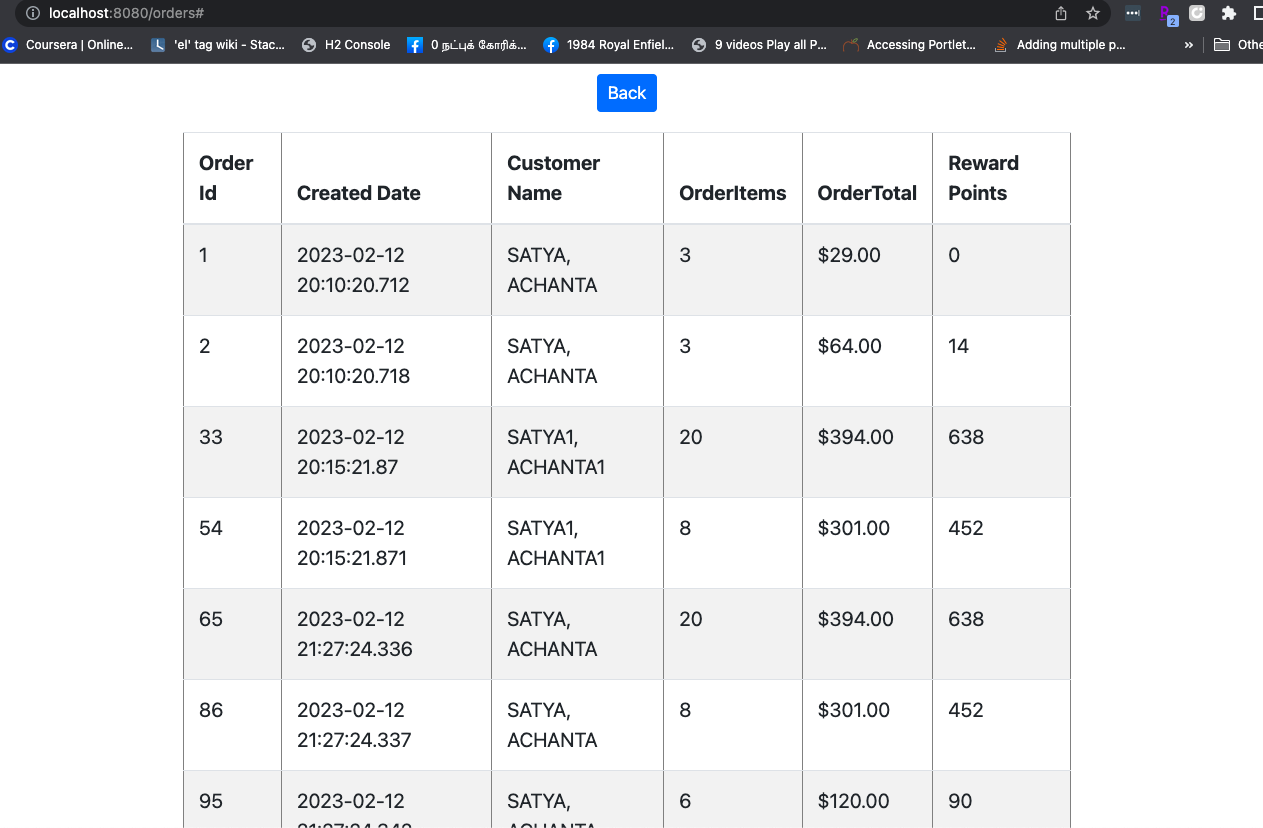 localhost:8080/orders#
2
Coursera | Online... 'el' tag wiki - Stac... H2 Console 0 நட்புக் கோரிக்... 1984 Royal Enfiel... 9 videos Play all P... Accessing Portlet... Adding multiple p... » Othe
Back
Order Id Created Date Customer Name OrderItems OrderTotal Reward Points
1 2023-02-12 20:10:20.712 SATYA, ACHANTA 3 $29.00 0
2 2023-02-12 20:10:20.718 SATYA, ACHANTA 3 $64.00 14
33 2023-02-12 20:15:21.87 SATYA1, ACHANTA1 20 $394.00 638
54 2023-02-12 20:15:21.871 SATYA1, ACHANTA1 8 $301.00 452
65 2023-02-12 21:27:24.336 SATYA, ACHANTA 20 $394.00 638
86 2023-02-12 21:27:24.337 SATYA, ACHANTA 8 $301.00 452
95 2023-02-12 SATYA, 6 $120.00 90